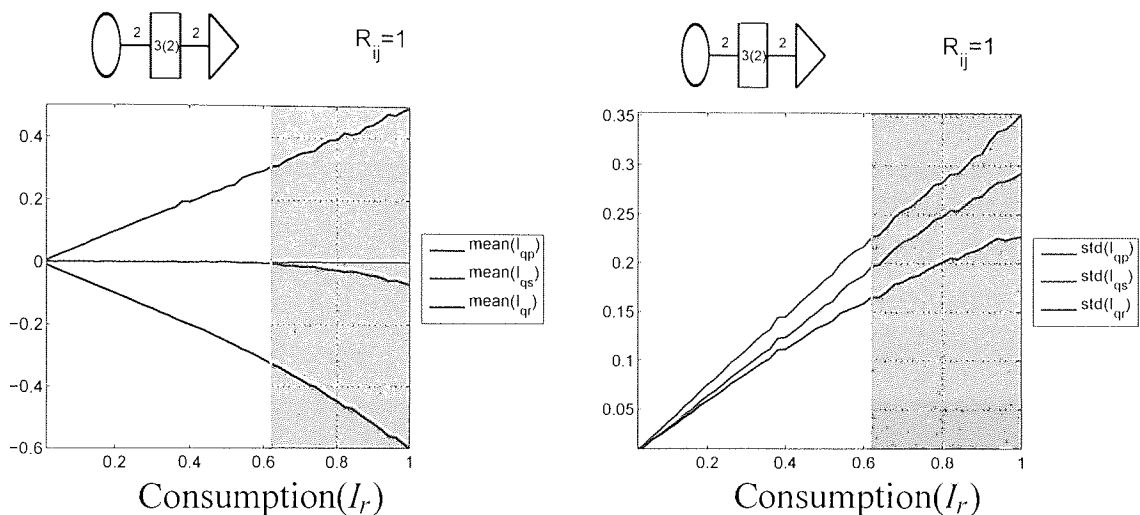 2 3(2) 2
R_ij=1
0.4
0.2
0
−0.2
−0.4
−0.6
0.2 0.4 0.6 0.8 1
Consumption(I_r)
mean(I_qp)
mean(I_qs)
mean(I_qr)
2 3(2) 2
R_ij=1
0.35
0.3
0.25
0.2
0.15
0.1
0.05
0.2 0.4 0.6 0.8 1
Consumption(I_r)
std(I_qp)
std(I_qs)
std(I_qr)